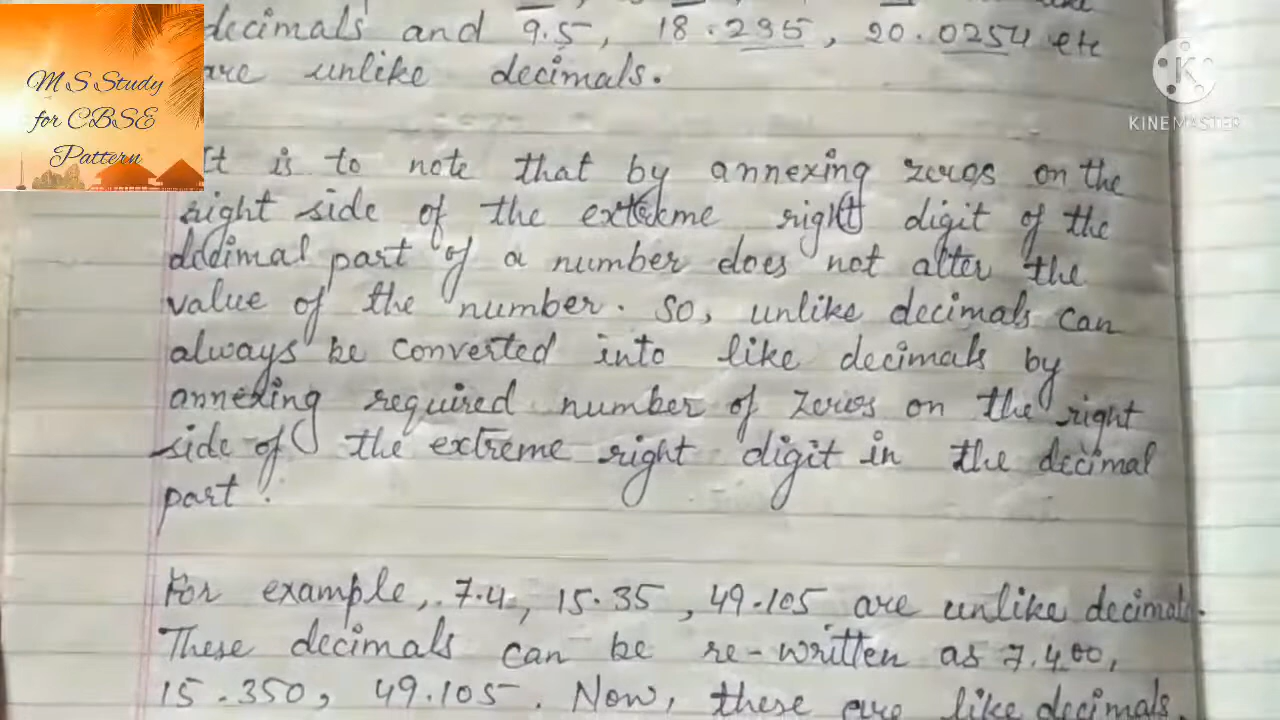 decimals and 9.5, 18.235, 20.0254 etc
are unlike decimals.
It is to note that by annexing zeros on the
right side of the extreme right digit of the
decimal part of a number does not alter the
value of the number. So, unlike decimals can
always be converted into like decimals by
annexing required number of zeros on the right
side of the extreme right digit in the decimal
part.
For example, 7.4, 15.35, 49.105 are unlike decimals.
These decimals can be re-written as 7.400,
15.350, 49.105. Now, these are like decimals.
M S Study
for CBSE
Pattern
K
KINEMASTER